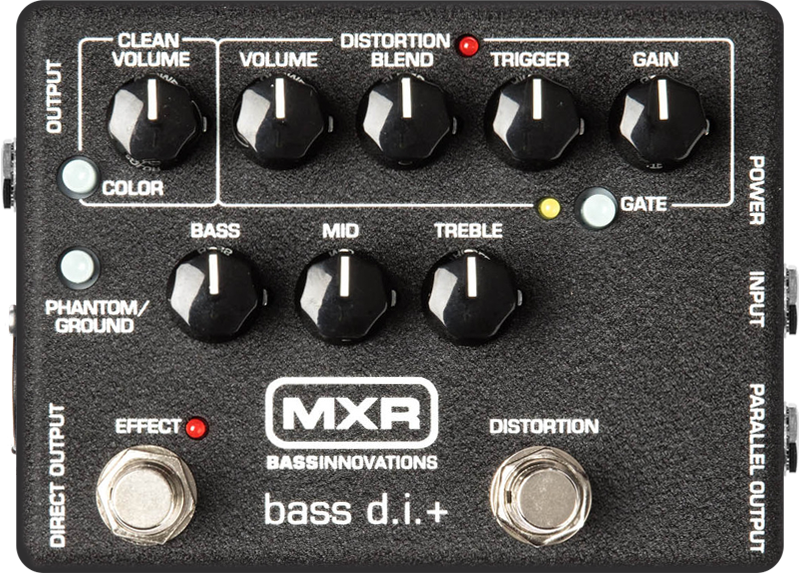 OUTPUT
CLEAN
VOLUME
COLOR
VOLUME
DISTORTION
BLEND
TRIGGER
GAIN
GATE
POWER
PHANTOM/
GROUND
BASS
MID
TREBLE
INPUT
DIRECT OUTPUT
EFFECT
MXR
BASSINNOVATIONS
bass d.i.+
DISTORTION
PARALLEL OUTPUT